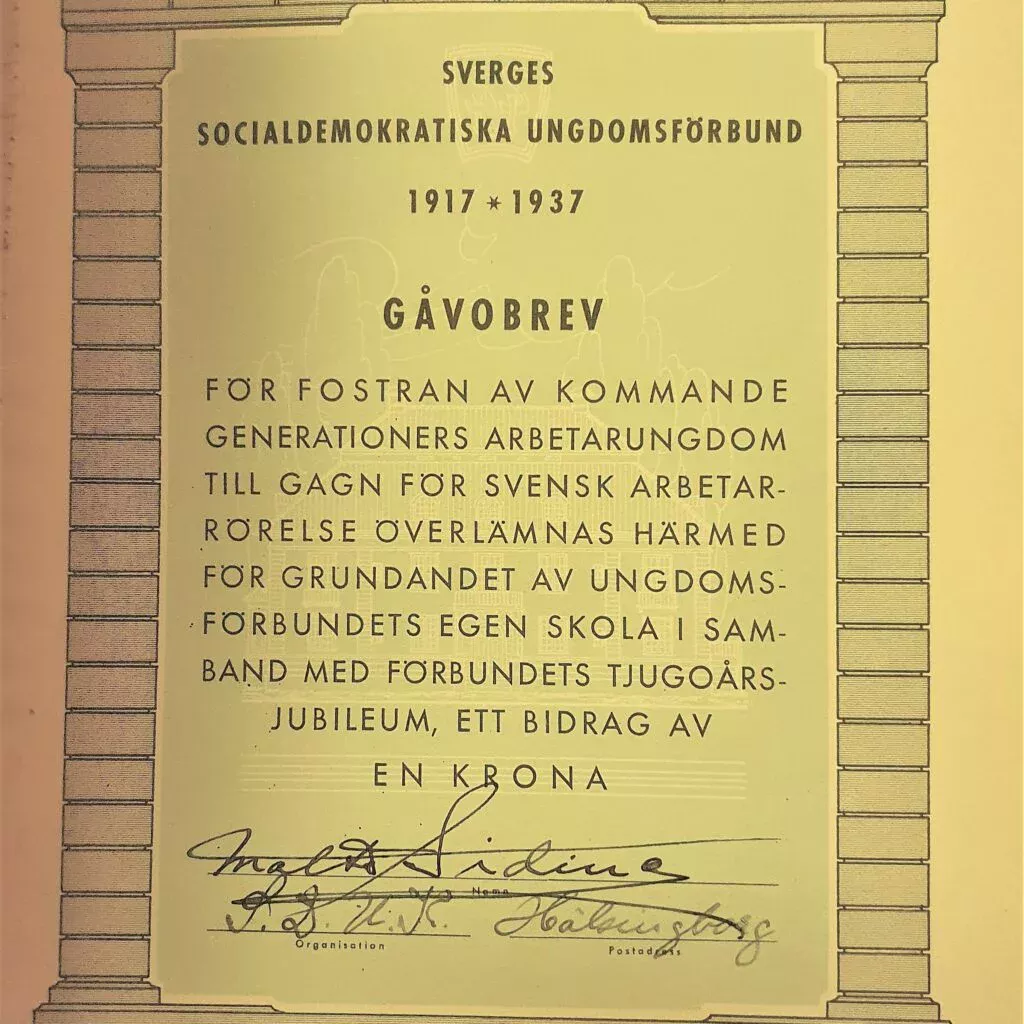 SVERGES
SOCIALDEMOKRATISKA UNGDOMSFÖRBUND
1917 * 1937
GÅVOBREV
FÖR FOSTRAN AV KOMMANDE
GENERATIONERS ARBETARUNGDOM
TILL GAGN FÖR SVENSK ARBETAR-
RÖRELSE ÖVERLÄMNAS HÄRMED
FÖR GRUNDANDET AV UNGDOMS-
FÖRBUNDETS EGEN SKOLA I SAM-
BAND MED FÖRBUNDETS TJUGOÅRS-
JUBILEUM, ETT BIDRAG AV
EN KRONA
Malte
Namn
S. D. U. K. Hälsingborg
Organisation Postadress